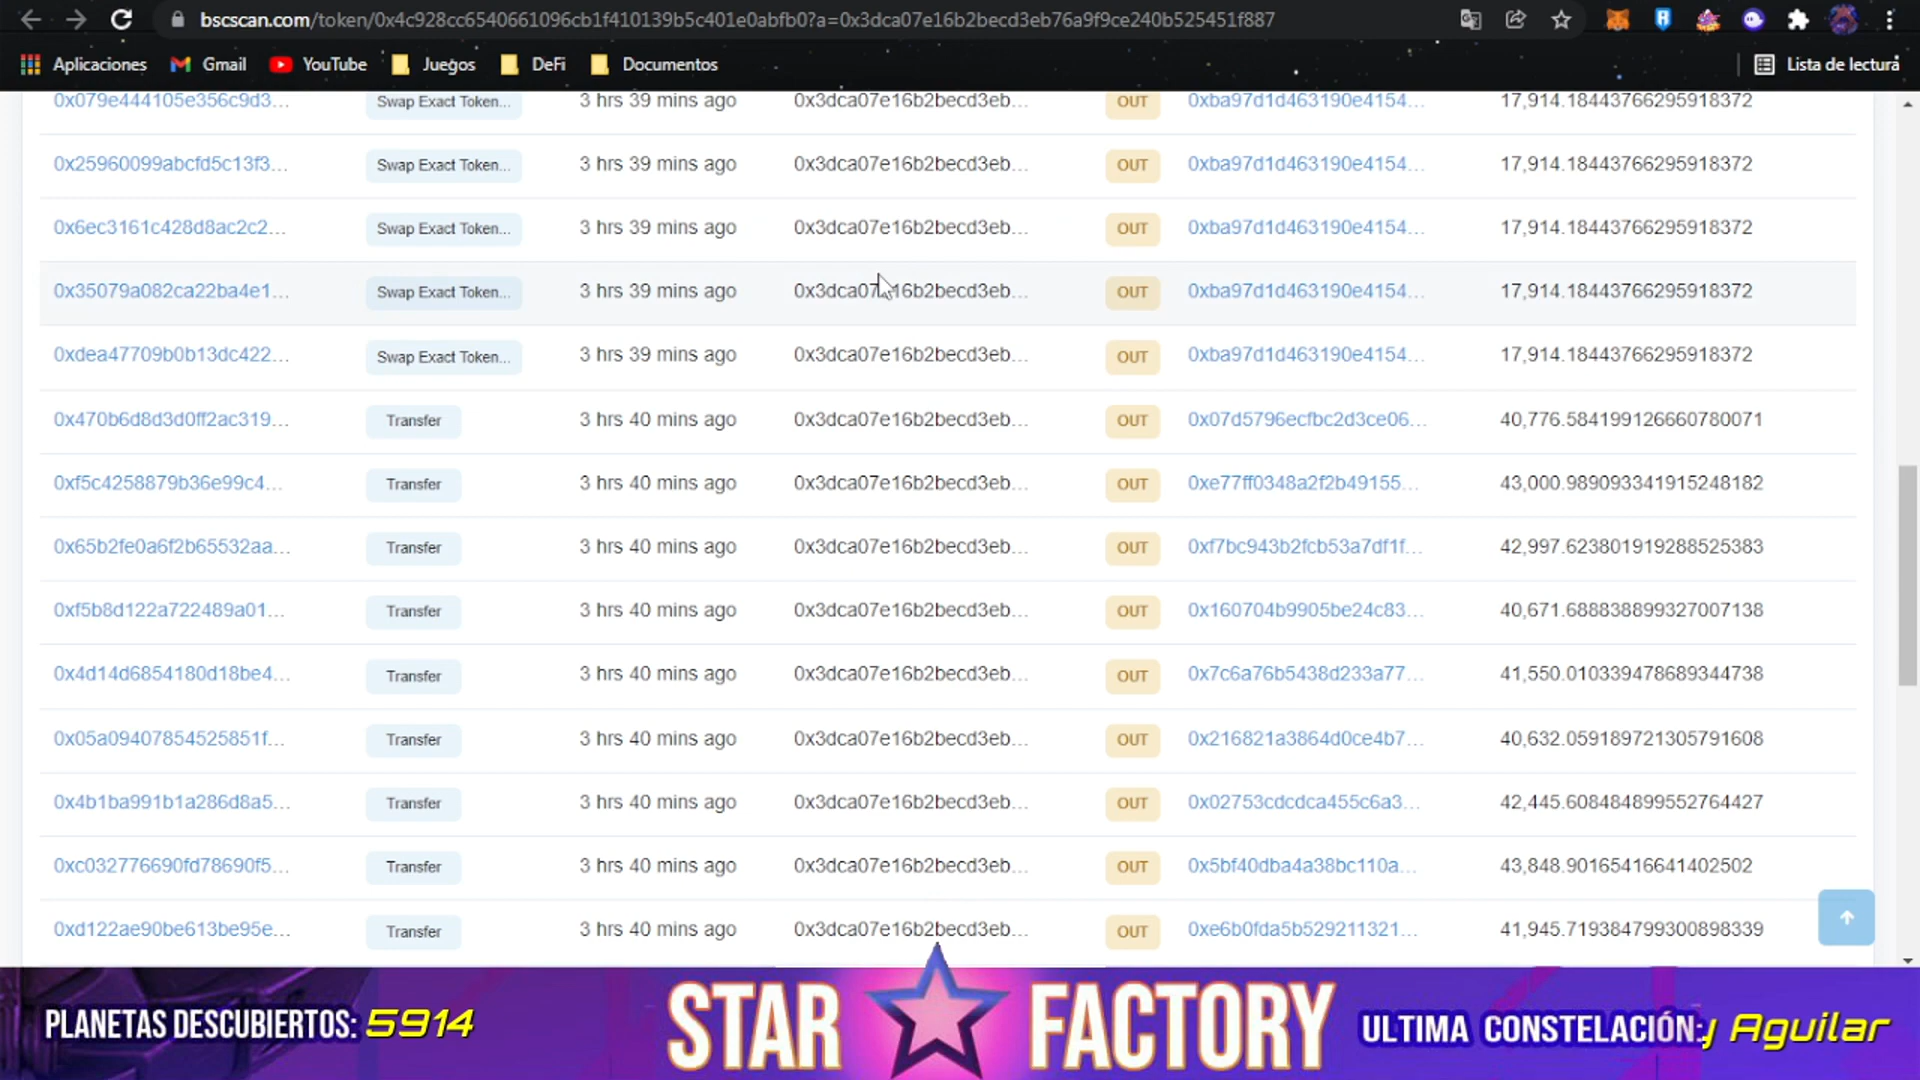 bscscan.com/token/0x4c928cc6540661096cb1f410139b5c401e0abfb0?a=0x3dca07e16b2becd3eb76a9f9ce240b525451f887
Aplicaciones Gmail YouTube Juegos DeFi Documentos Lista de lectura
0x079e444105e356c9d3... Swap Exact Token... 3 hrs 39 mins ago 0x3dca07e16b2becd3eb... OUT 0xba97d1d463190e4154... 17,914.18443766295918372
0x25960099abcfd5c13f3... Swap Exact Token... 3 hrs 39 mins ago 0x3dca07e16b2becd3eb... OUT 0xba97d1d463190e4154... 17,914.18443766295918372
0x6ec3161c428d8ac2c2... Swap Exact Token... 3 hrs 39 mins ago 0x3dca07e16b2becd3eb... OUT 0xba97d1d463190e4154... 17,914.18443766295918372
0x35079a082ca22ba4e1... Swap Exact Token... 3 hrs 39 mins ago 0x3dca07e16b2becd3eb... OUT 0xba97d1d463190e4154... 17,914.18443766295918372
0xdea47709b0b13dc422... Swap Exact Token... 3 hrs 39 mins ago 0x3dca07e16b2becd3eb... OUT 0xba97d1d463190e4154... 17,914.18443766295918372
0x470b6d8d3d0ff2ac319... Transfer 3 hrs 40 mins ago 0x3dca07e16b2becd3eb... OUT 0x07d5796ecfbc2d3ce06... 40,776.584199126660780071
0xf5c4258879b36e99c4... Transfer 3 hrs 40 mins ago 0x3dca07e16b2becd3eb... OUT 0xe77ff0348a2f2b49155... 43,000.989093341915248182
0x65b2fe0a6f2b65532aa... Transfer 3 hrs 40 mins ago 0x3dca07e16b2becd3eb... OUT 0xf7bc943b2fcb53a7df1f... 42,997.623801919288525383
0xf5b8d122a722489a01... Transfer 3 hrs 40 mins ago 0x3dca07e16b2becd3eb... OUT 0x160704b9905be24c83... 40,671.688838899327007138
0x4d14d6854180d18be4... Transfer 3 hrs 40 mins ago 0x3dca07e16b2becd3eb... OUT 0x7c6a76b5438d233a77... 41,550.010339478689344738
0x05a09407854525851f... Transfer 3 hrs 40 mins ago 0x3dca07e16b2becd3eb... OUT 0x216821a3864d0ce4b7... 40,632.059189721305791608
0x4b1ba991b1a286d8a5... Transfer 3 hrs 40 mins ago 0x3dca07e16b2becd3eb... OUT 0x02753cdcdca455c6a3... 42,445.608484899552764427
0xc032776690fd78690f5... Transfer 3 hrs 40 mins ago 0x3dca07e16b2becd3eb... OUT 0x5bf40dba4a38bc110a... 43,848.90165416641402502
0xd122ae90be613be95e... Transfer 3 hrs 40 mins ago 0x3dca07e16b2becd3eb... OUT 0xe6b0fda5b529211321... 41,945.719384799300898339
PLANETAS DESCUBIERTOS: 5914 STAR FACTORY ULTIMA CONSTELACIÓN: y Aguilar